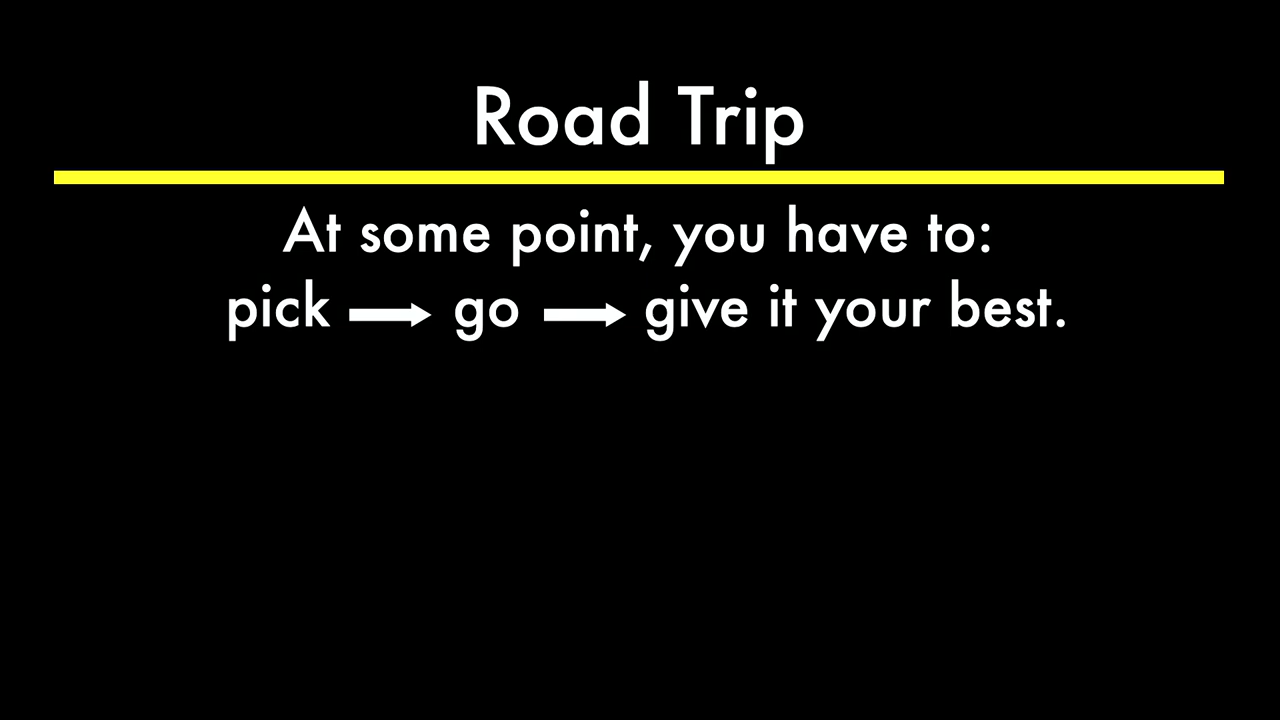 Road Trip
At some point, you have to:
pick → go → give it your best.